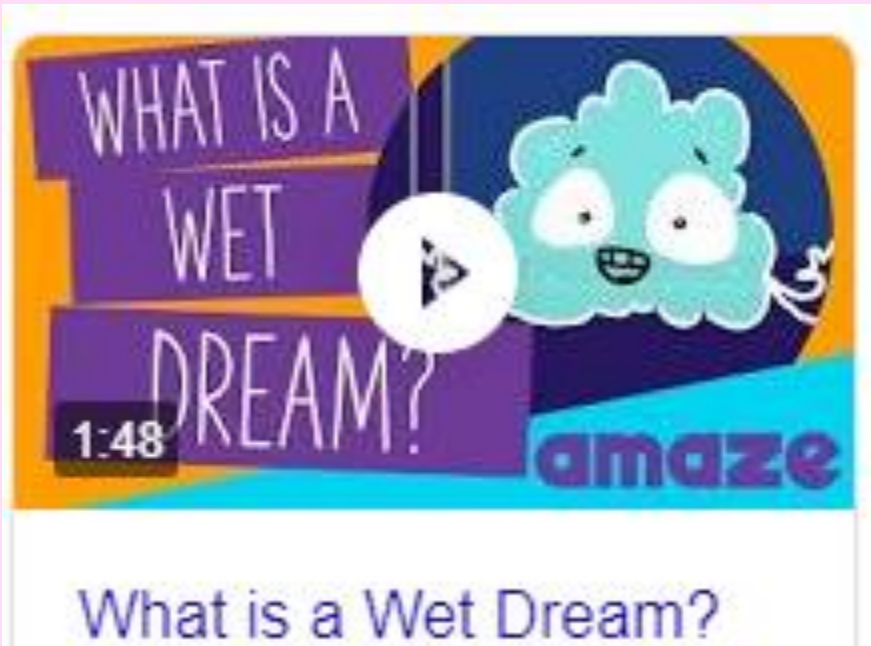 WHAT IS A
WET
DREAM?
1:48
amaze
What is a Wet Dream?